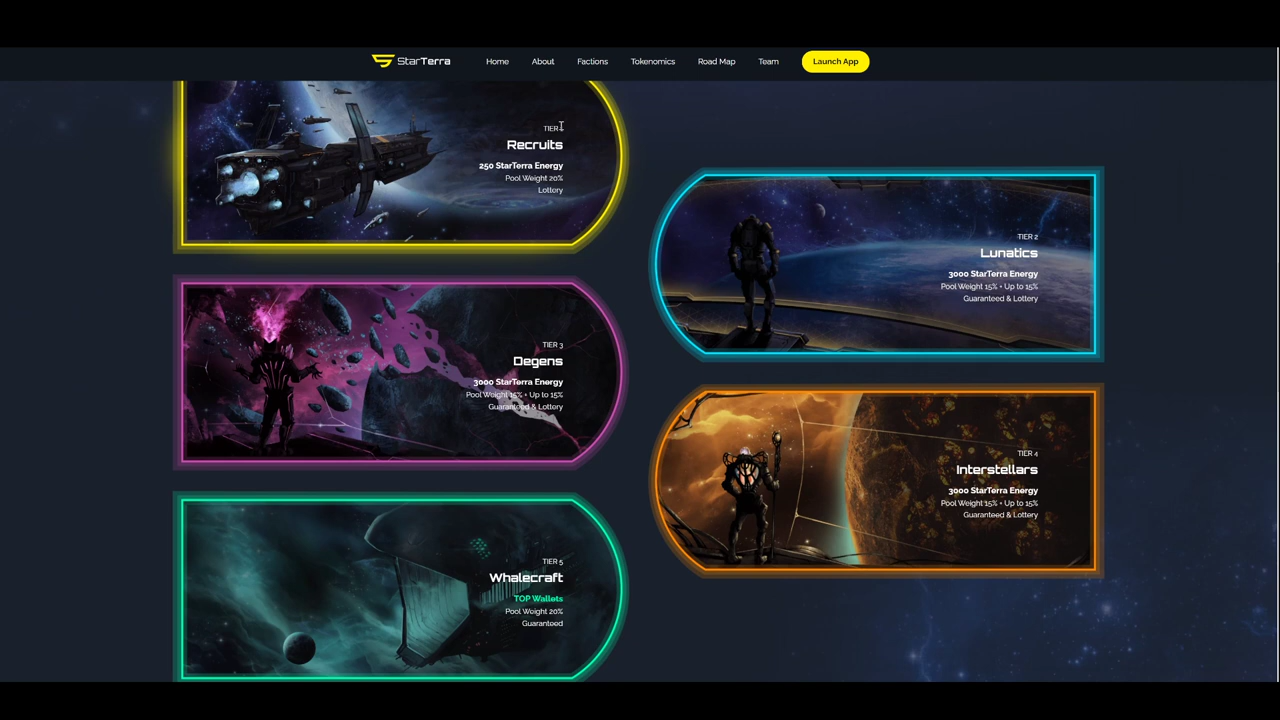 StarTerra
Home
About
Factions
Tokenomics
Road Map
Team
Launch App
TIER
Recruits
250 StarTerra Energy
Pool Weight 20%
Lottery
TIER 2
Lunatics
3000 StarTerra Energy
Pool Weight 15% + Up to 15%
Guaranteed & Lottery
TIER 3
Degens
3000 StarTerra Energy
Pool Weight 15% + Up to 15%
Guaranteed & Lottery
TIER 4
Interstellars
3000 StarTerra Energy
Pool Weight 15% + Up to 15%
Guaranteed & Lottery
TIER 5
Whalecraft
TOP Wallets
Pool Weight 20%
Guaranteed